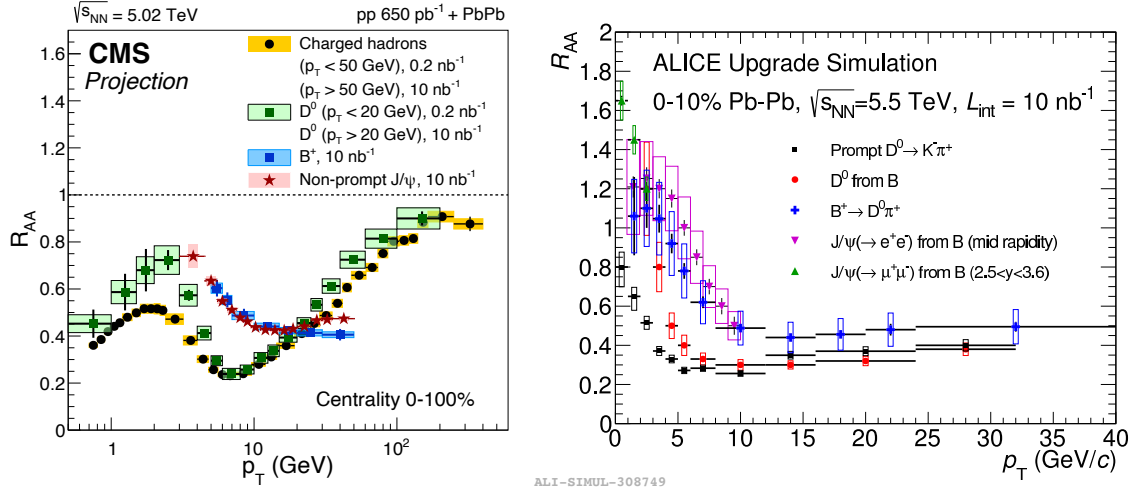 √sNN = 5.02 TeV
pp 650 pb⁻¹ + PbPb
CMS
Projection
Charged hadrons
(pT < 50 GeV), 0.2 nb⁻¹
(pT > 50 GeV), 10 nb⁻¹
D⁰ (pT < 20 GeV), 0.2 nb⁻¹
D⁰ (pT > 20 GeV), 10 nb⁻¹
B⁺, 10 nb⁻¹
Non-prompt J/ψ, 10 nb⁻¹
RAA
1.6
1.4
1.2
1
0.8
0.6
0.4
0.2
0
Centrality 0-100%
1
10
10²
pT (GeV)
RAA
2
1.8
1.6
1.4
1.2
1
0.8
0.6
0.4
0.2
0
ALICE Upgrade Simulation
0-10% Pb-Pb, √sNN=5.5 TeV, Lint = 10 nb⁻¹
Prompt D⁰→ K⁻π⁺
D⁰ from B
B⁺→ D⁰π⁺
J/ψ(→ e⁺e⁻) from B (mid rapidity)
J/ψ(→ μ⁺μ⁻) from B (2.5<y<3.6)
0 5 10 15 20 25 30 35 40
pT (GeV/c)
ALI-SIMUL-308749